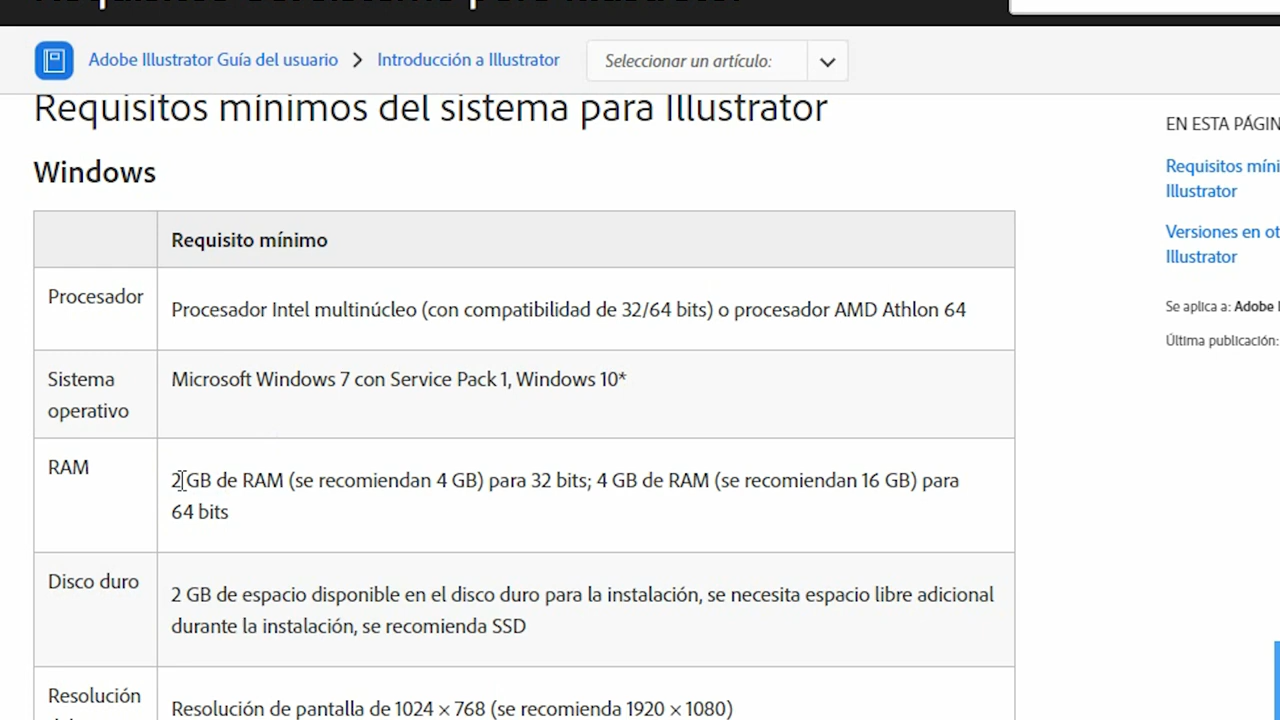 Adobe Illustrator Guía del usuario
Introducción a Illustrator
Seleccionar un artículo:
Requisitos mínimos del sistema para Illustrator
EN ESTA PÁGIN
Requisitos míni
Illustrator
Versiones en ot
Illustrator
Se aplica a: Adobe
Última publicación:
Windows
Requisito mínimo
Procesador
Procesador Intel multinúcleo (con compatibilidad de 32/64 bits) o procesador AMD Athlon 64
Sistema
operativo
Microsoft Windows 7 con Service Pack 1, Windows 10*
RAM
2 GB de RAM (se recomiendan 4 GB) para 32 bits; 4 GB de RAM (se recomiendan 16 GB) para
64 bits
Disco duro
2 GB de espacio disponible en el disco duro para la instalación, se necesita espacio libre adicional
durante la instalación, se recomienda SSD
Resolución
Resolución de pantalla de 1024 × 768 (se recomienda 1920 × 1080)